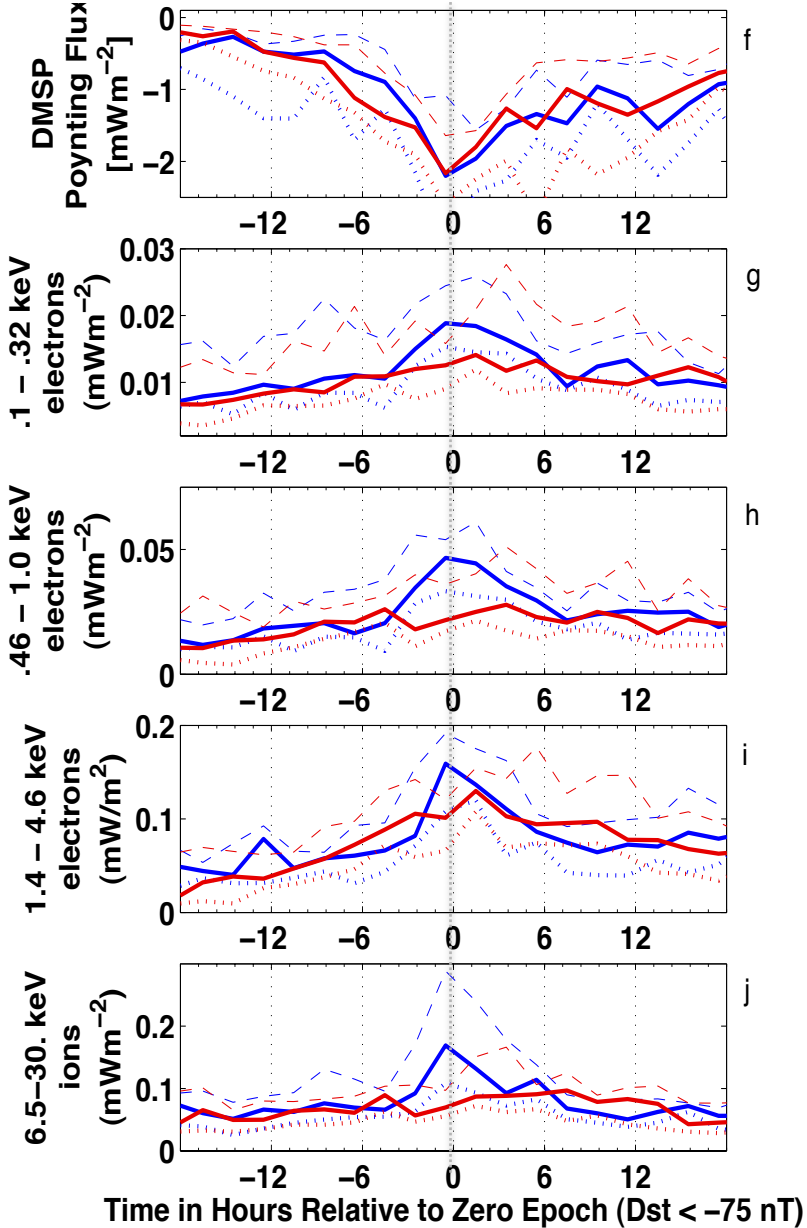 DMSP
Poynting Flux
[mWm−2]
0
−1
−2
f
−12 −6 0 6 12
.1 − .32 keV
electrons
(mWm−2)
0.03
0.02
0.01
g
−12 −6 0 6 12
.46 − 1.0 keV
electrons
(mWm−2)
0.05
0
h
−12 −6 0 6 12
1.4 − 4.6 keV
electrons
(mW/m2)
0.2
0.1
0
i
−12 −6 0 6 12
6.5−30. keV
ions
(mWm−2)
0.2
0.1
0
j
−12 −6 0 6 12
Time in Hours Relative to Zero Epoch (Dst < −75 nT)